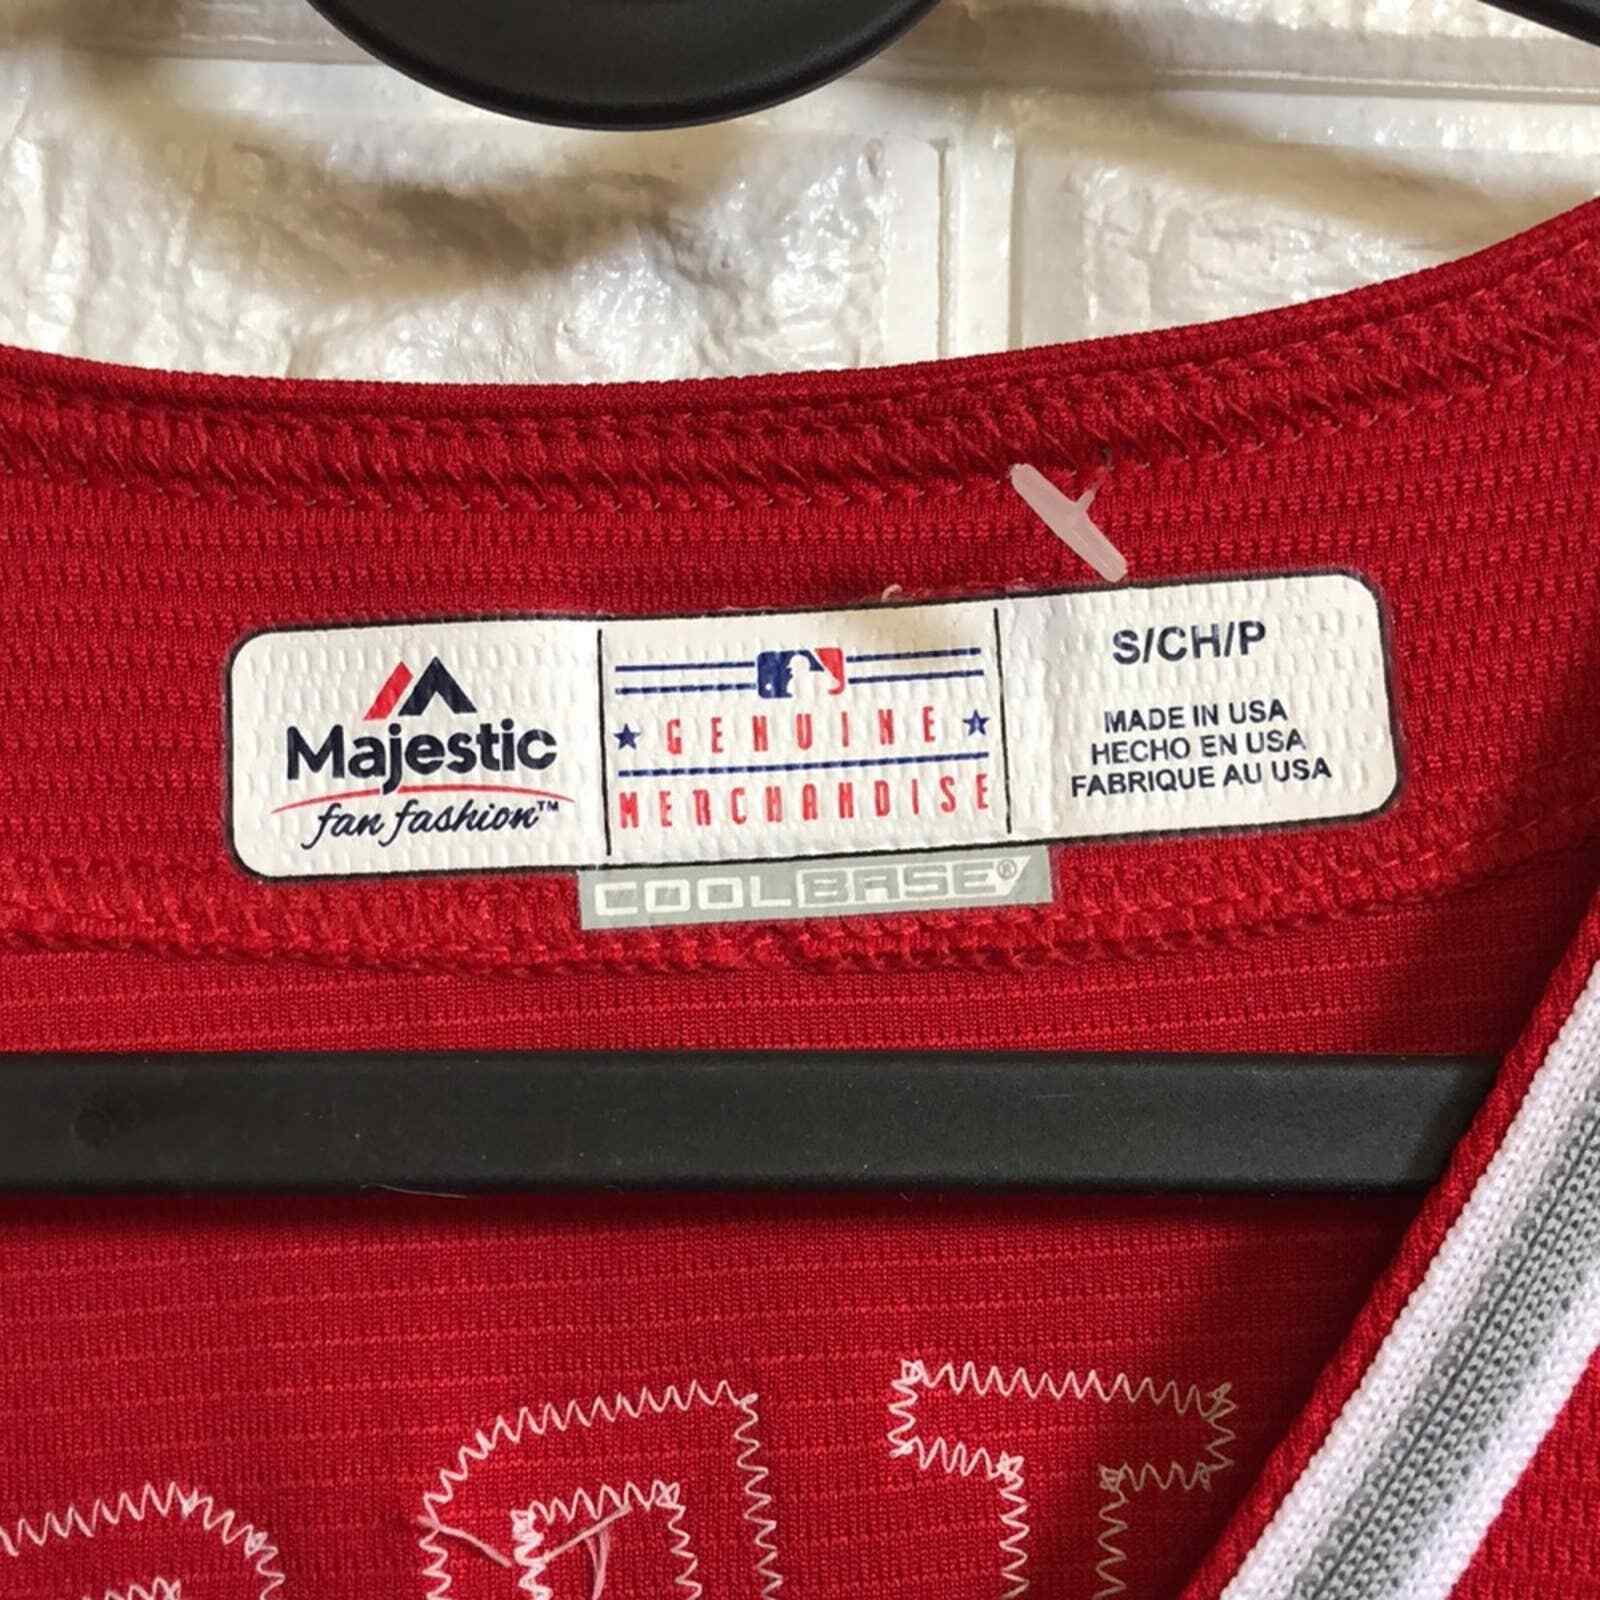 Majestic
fan fashion™
GENUINE
MERCHANDISE
S/CH/P
MADE IN USA
HECHO EN USA
FABRIQUE AU USA
COOLBASE®